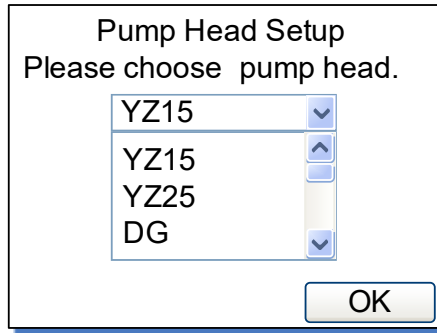 Pump Head Setup
Please choose pump head.
YZ15
YZ15
YZ25
DG
OK